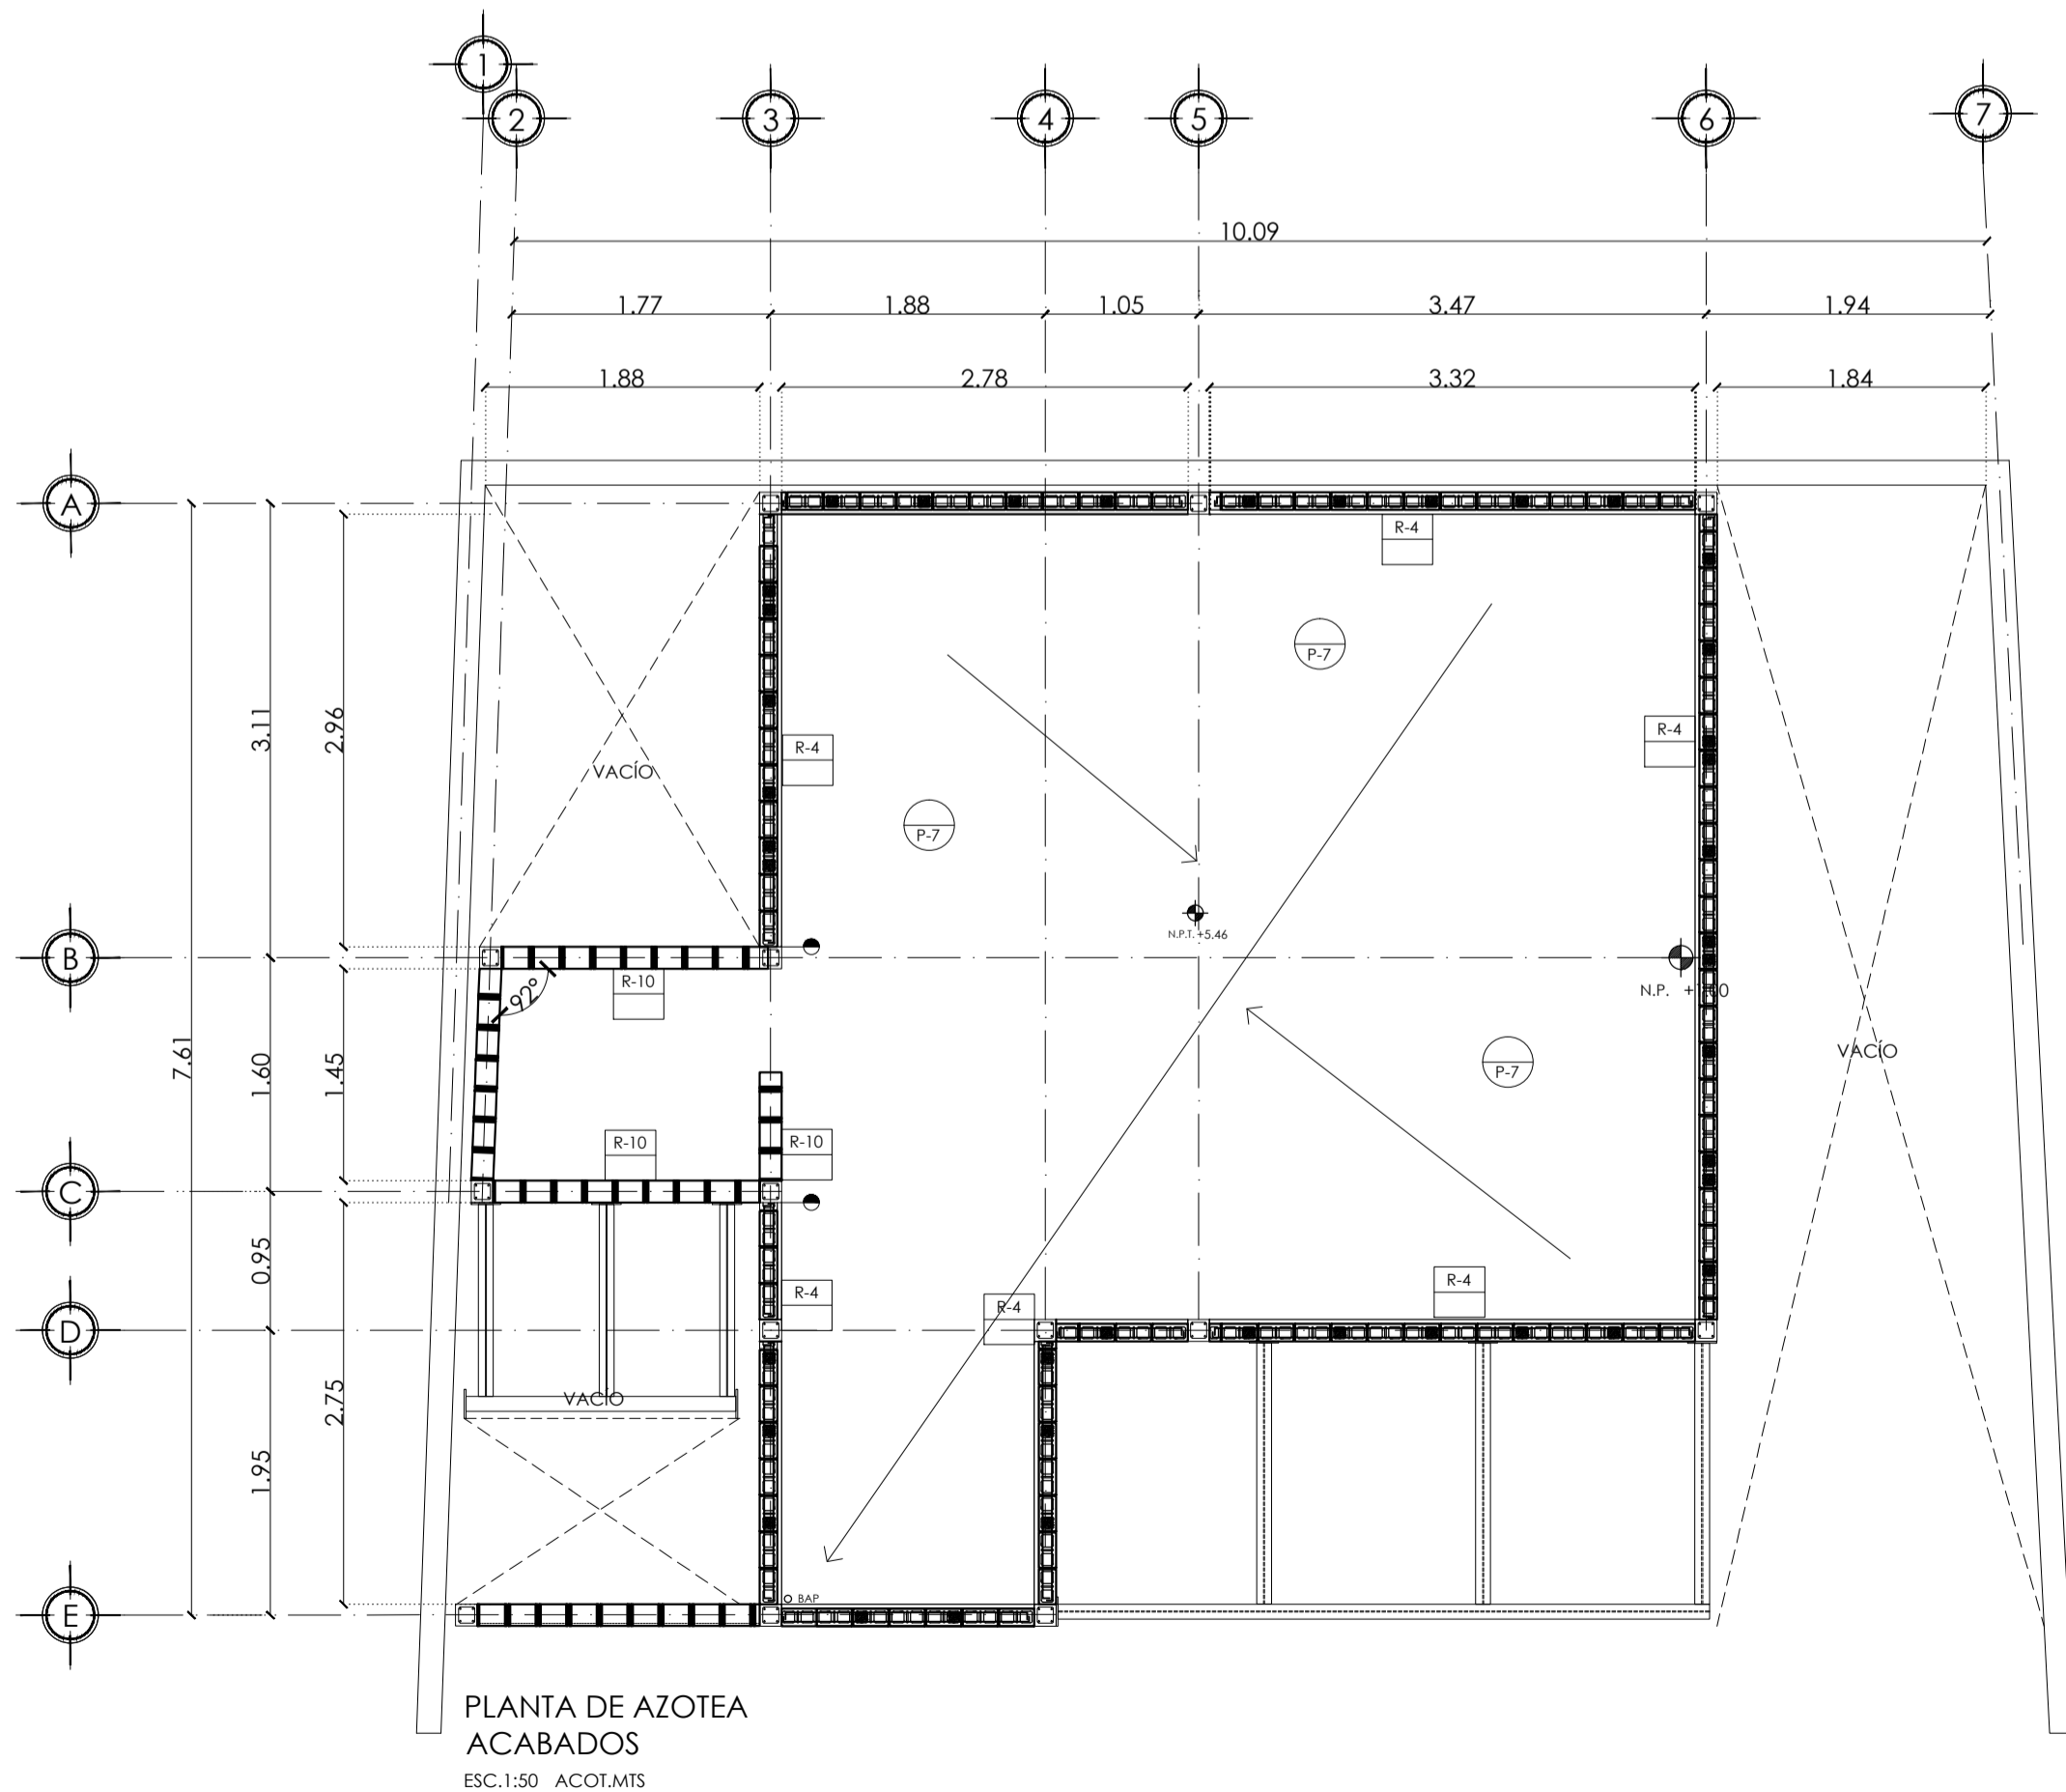 1
2
3
4
5
6
7
10.09
1.77
1.88
1.05
3.47
1.94
1.88
2.78
3.32
1.84
A
R-4
P-7
3.11
2.96
R-4
R-4
VACÍO
P-7
N.P.T. +5.46
B
R-10
92°
N.P.
7.61
1.60
1.45
VACÍO
P-7
R-10
R-10
C
0.95
R-4
R-4
R-4
D
2.75
VACÍO
1.95
BAP
E
PLANTA DE AZOTEA
ACABADOS
ESC.1:50 ACOT.MTS